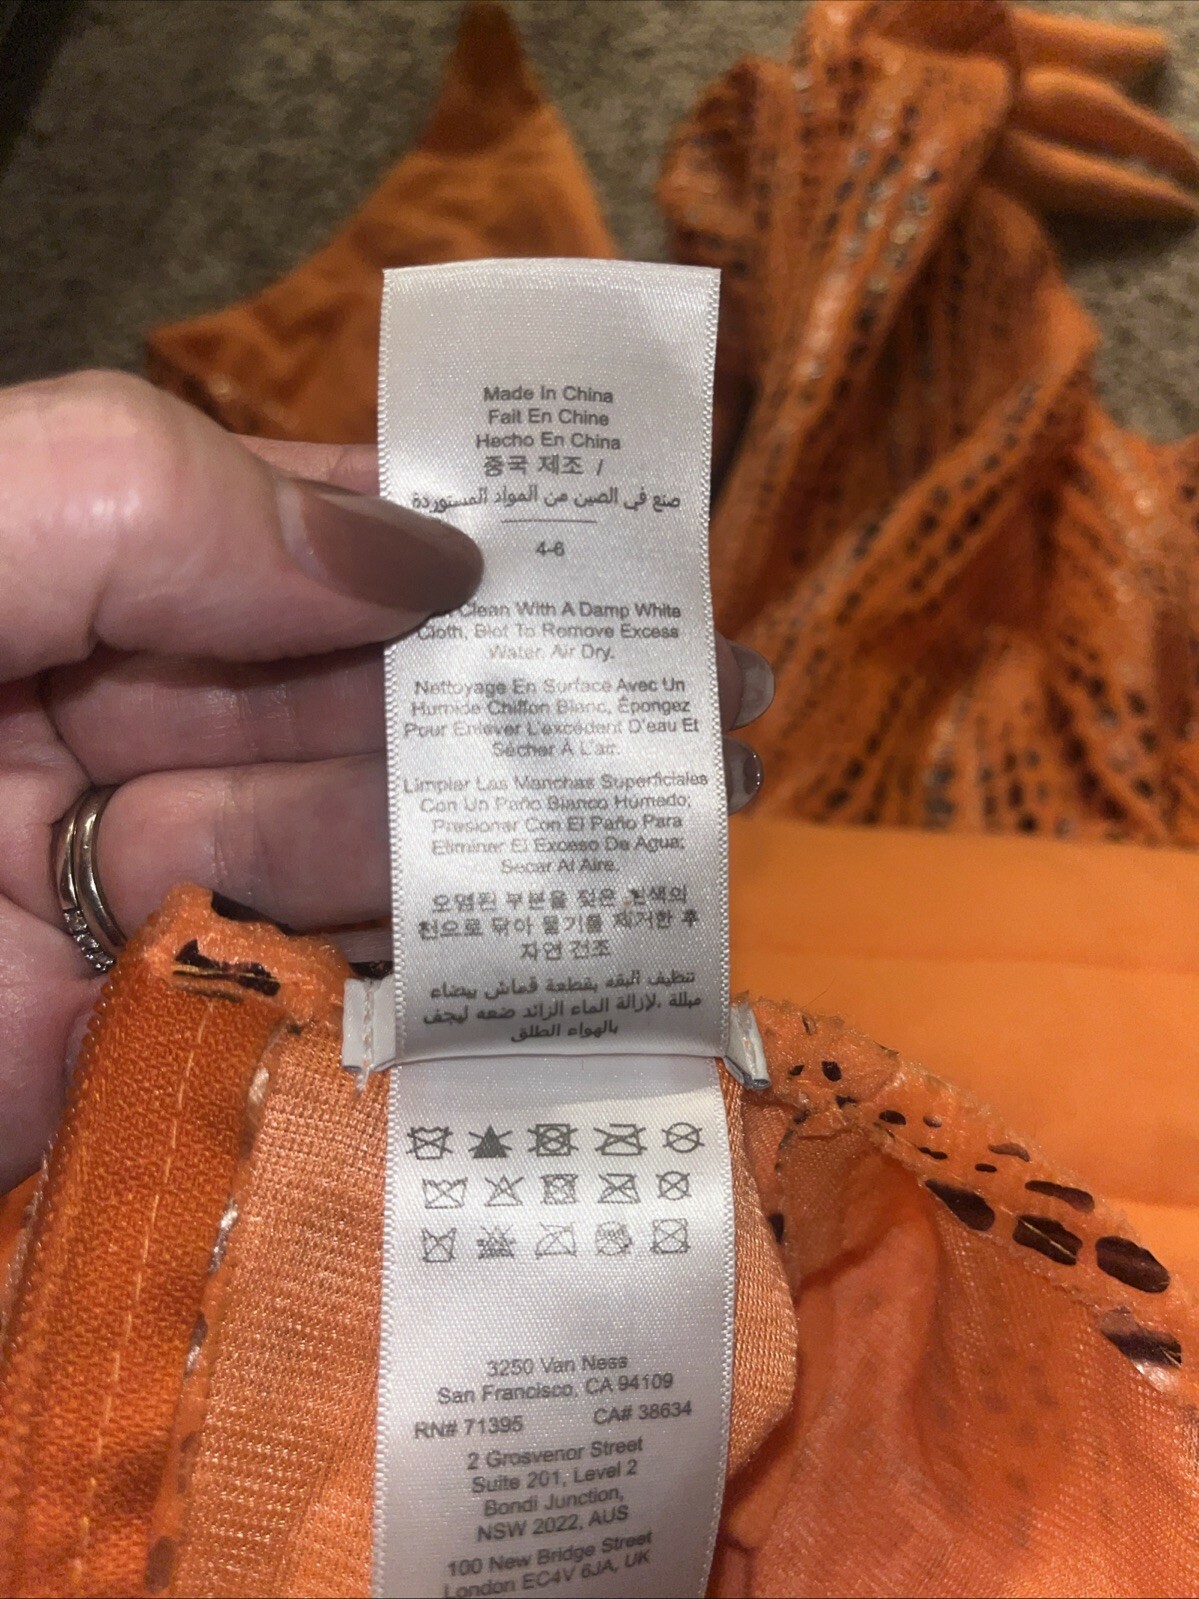 Made In China
Fait En Chine
Hecho En China
중국 제조 /
صنع في الصين من المواد المستوردة
4-6
Clean With A Damp White
Cloth, Blot To Remove Excess
Water. Air Dry.
Nettoyage En Surface Avec Un
Humide Chiffon Blanc, Épongez
Pour Enlever L'excédent D'eau Et
Sécher À L'air.
Limpiar Las Manchas Superficiales
Con Un Paño Blanco Húmedo;
Presionar Con El Paño Para
Eliminar El Exceso De Agua;
Secar Al Aire.
오염된 부분을 젖은 흰색의
천으로 닦아 물기를 제거한 후
자연 건조
تنظيف البقه بقطعة قماش بيضاء
مبللة .لإزالة الماء الزائد ضعه ليجف
بالهواء الطلق
3250 Van Ness
San Francisco, CA 94109
RN# 71395 CA# 38634
2 Grosvenor Street
Suite 201, Level 2
Bondi Junction,
NSW 2022, AUS
100 New Bridge Street
London EC4V 6JA, UK